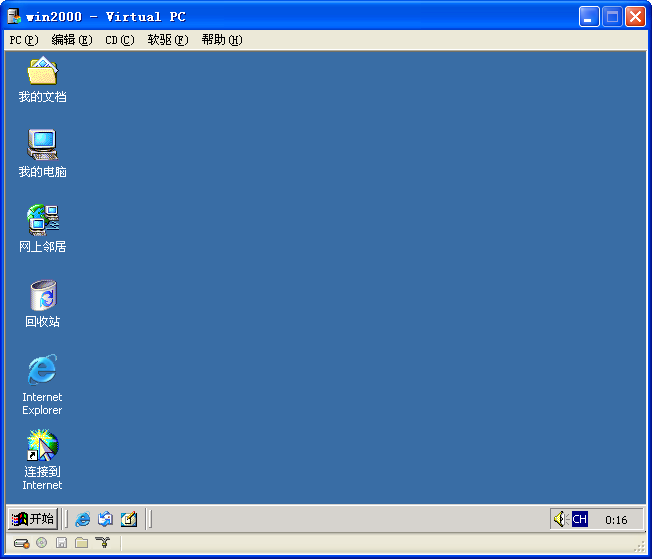 win2000 - Virtual PC
PC(P) 编辑(E) CD(C) 软驱(F) 帮助(H)
我的文档
我的电脑
网上邻居
回收站
Internet
Explorer
连接到
Internet
开始 CH 0:16